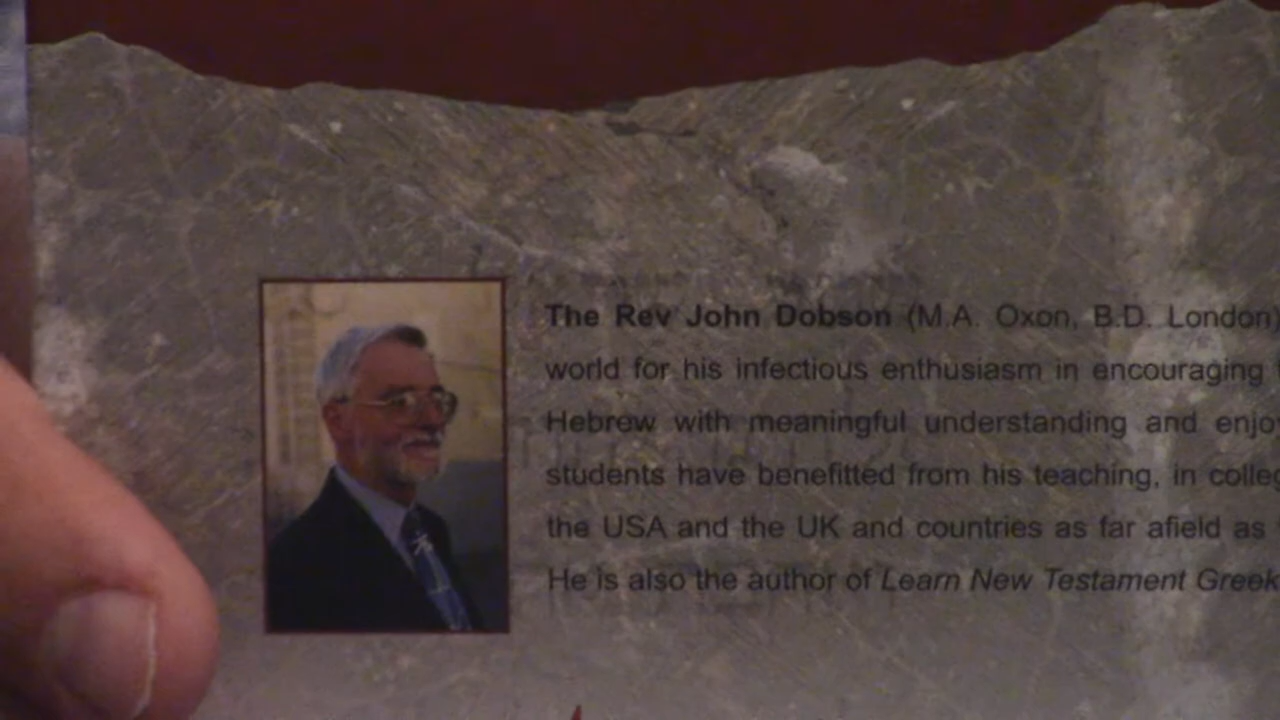 The Rev John Dobson (M.A. Oxon, B.D. London)
world for his infectious enthusiasm in encouraging
Hebrew with meaningful understanding and enjoy
students have benefitted from his teaching, in colleg
the USA and the UK and countries as far afield as
He is also the author of Learn New Testament Greek